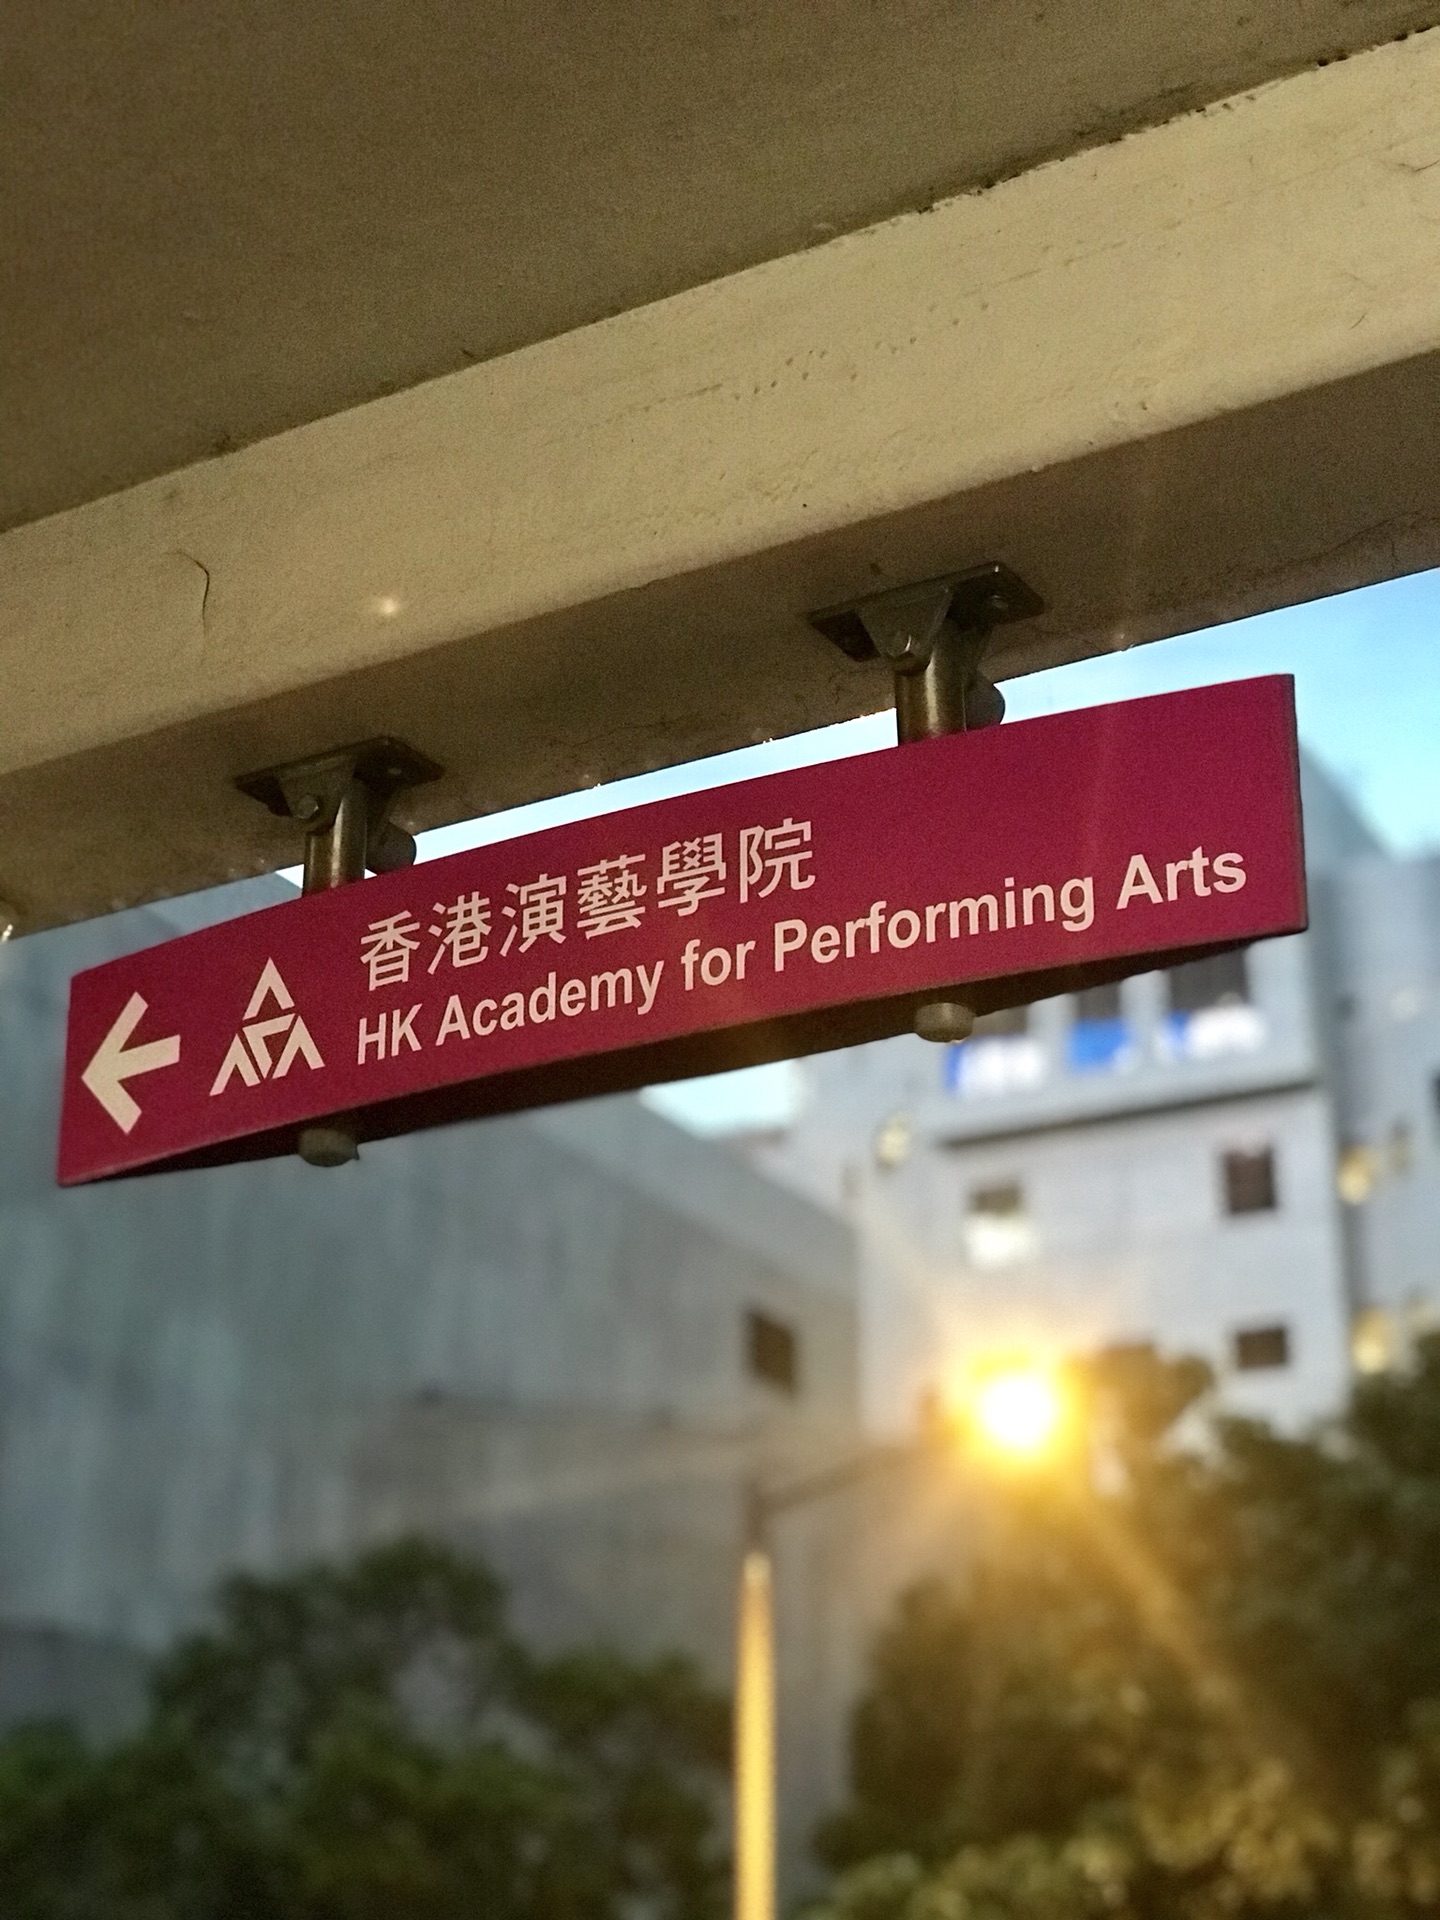 香港演藝學院
HK Academy for Performing Arts